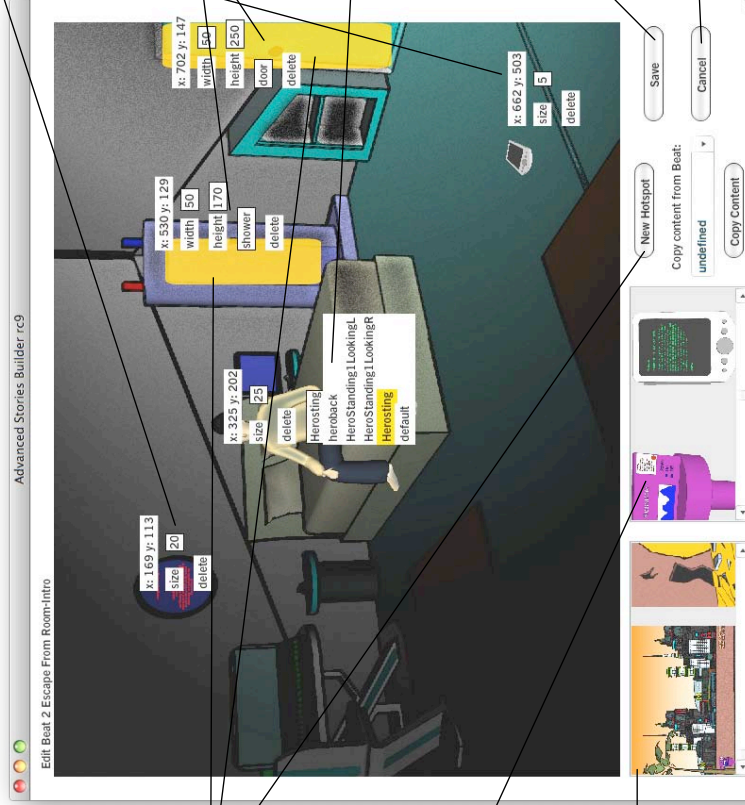 Advanced Stories Builder rc9
Edit Beat 2 Escape From Room-Intro
x: 169 y: 113
size 20
delete
x: 325 y: 202
size 25
delete
Herosting
heroback
HeroStanding1LookingL
HeroStanding1LookingR
Herosting
default
x: 530 y: 129
width 50
height 170
shower
delete
x: 702 y: 147
width 50
height 250
door
delete
x: 662 y: 503
size 5
delete
New Hotspot
Save
Copy content from Beat:
undefined
Cancel
Copy Content